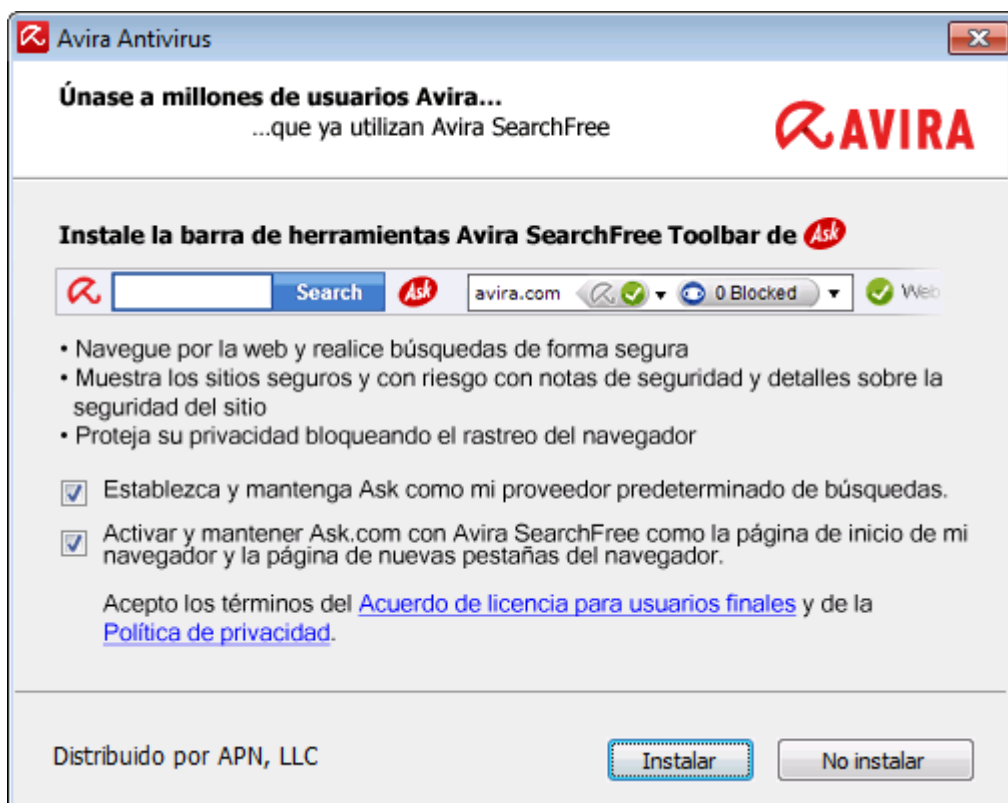 Avira Antivirus
Únase a millones de usuarios Avira...
...que ya utilizan Avira SearchFree
AVIRA
Instale la barra de herramientas Avira SearchFree Toolbar de Ask
Search Ask avira.com 0 Blocked Web
• Navegue por la web y realice búsquedas de forma segura
• Muestra los sitios seguros y con riesgo con notas de seguridad y detalles sobre la
seguridad del sitio
• Proteja su privacidad bloqueando el rastreo del navegador
Establezca y mantenga Ask como mi proveedor predeterminado de búsquedas.
Activar y mantener Ask.com con Avira SearchFree como la página de inicio de mi
navegador y la página de nuevas pestañas del navegador.
Acepto los términos del Acuerdo de licencia para usuarios finales y de la
Política de privacidad.
Distribuido por APN, LLC
Instalar
No instalar